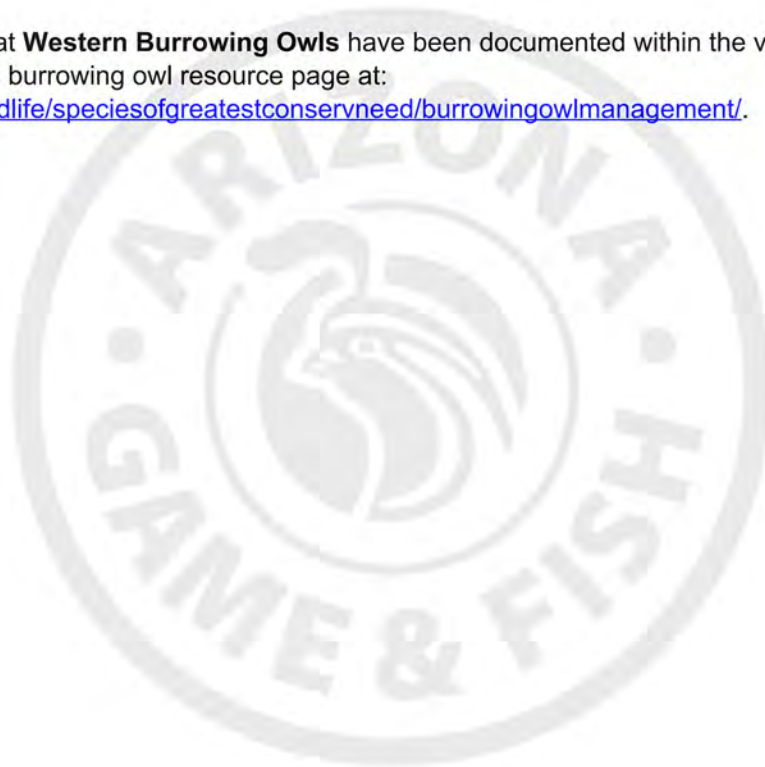 at Western Burrowing Owls have been documented within the v
burrowing owl resource page at:
dlife/speciesofgreatestconservneed/burrowingowlmanagement/.
ARIZONA
GAME & FISH